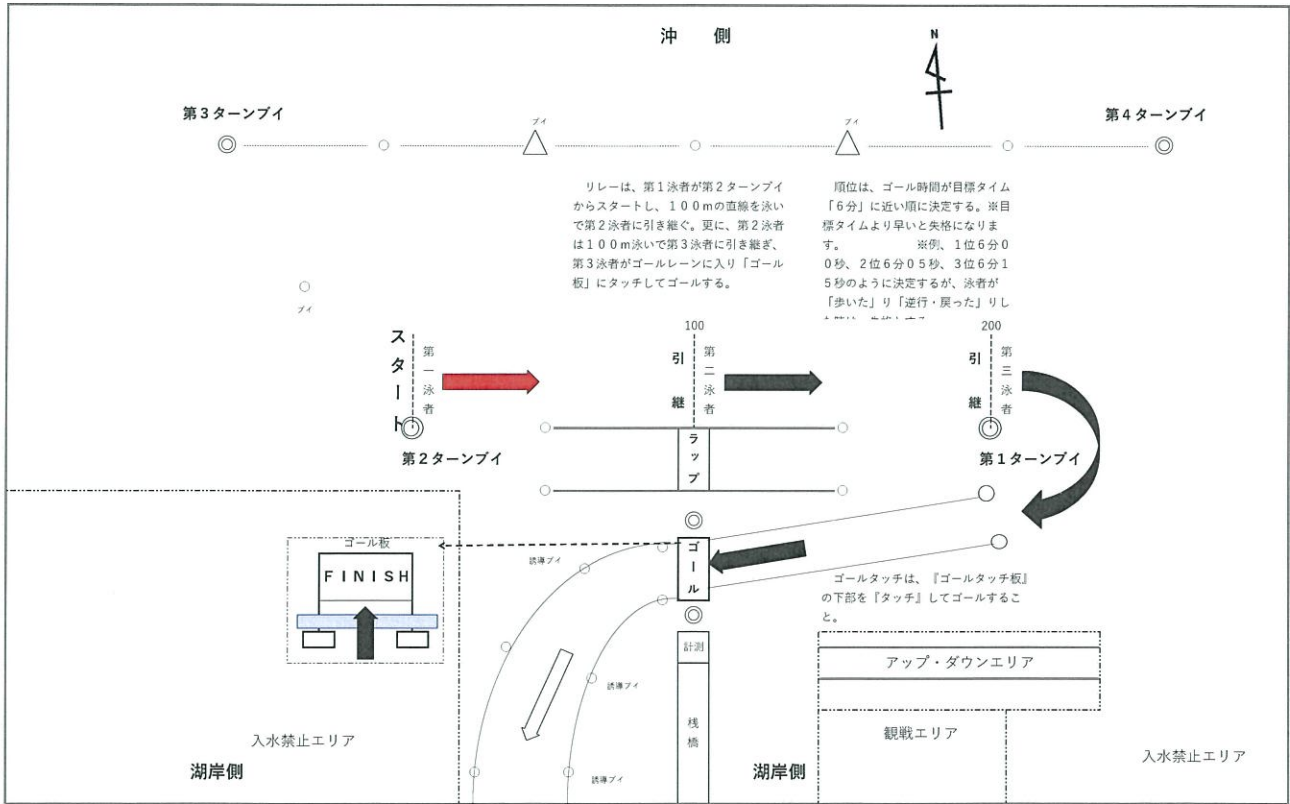 沖 側
N
第3ターンブイ
ブイ
ブイ
第4ターンブイ
リレーは、第1泳者が第2ターンブイ
からスタートし、100mの直線を泳い
で第2泳者に引き継ぐ。更に、第2泳者
は100m泳いで第3泳者に引き継ぎ、
第3泳者がゴールレーンに入り「ゴール
板」にタッチしてゴールする。
順位は、ゴール時間が目標タイム
「6分」に近い順に決定する。※目
標タイムより早いと失格になりま
す。 ※例、1位6分0
0秒、2位6分05秒、3位6分1
5秒のように決定するが、泳者が
「歩いた」り「逆行・戻った」りし
ブイ
スタート
第一泳者
100
引継
第二泳者
200
引継
第三泳者
第2ターンブイ
ラップ
第1ターンブイ
ゴール板
FINISH
誘導ブイ
ゴール
ゴールタッチは、『ゴールタッチ板』
の下部を『タッチ』してゴールするこ
と。
計測
アップ・ダウンエリア
誘導ブイ
桟橋
観戦エリア
入水禁止エリア
入水禁止エリア
湖岸側
誘導ブイ
湖岸側